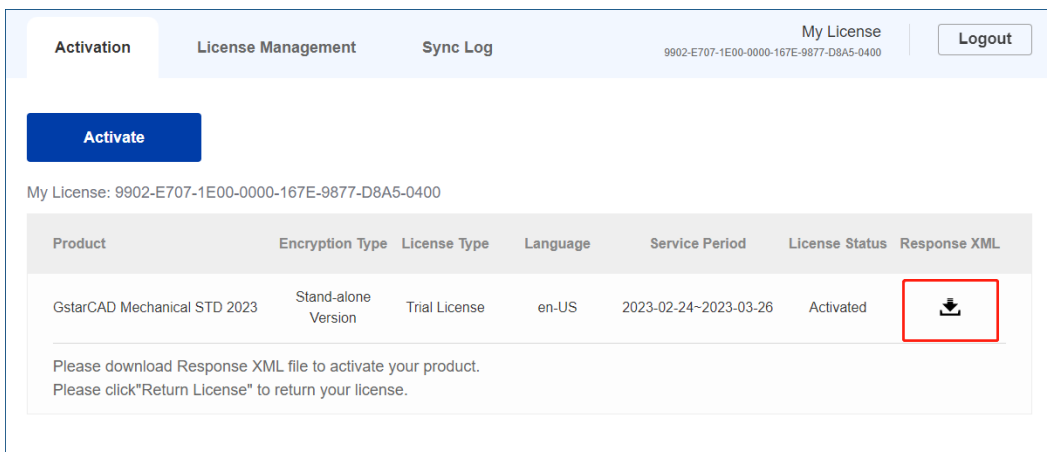 Activation License Management Sync Log My License Logout
9902-E707-1E00-0000-167E-9877-D8A5-0400
Activate
My License: 9902-E707-1E00-0000-167E-9877-D8A5-0400
Product Encryption Type License Type Language Service Period License Status Response XML
GstarCAD Mechanical STD 2023 Stand-alone Version Trial License en-US 2023-02-24~2023-03-26 Activated
Please download Response XML file to activate your product.
Please click"Return License" to return your license.